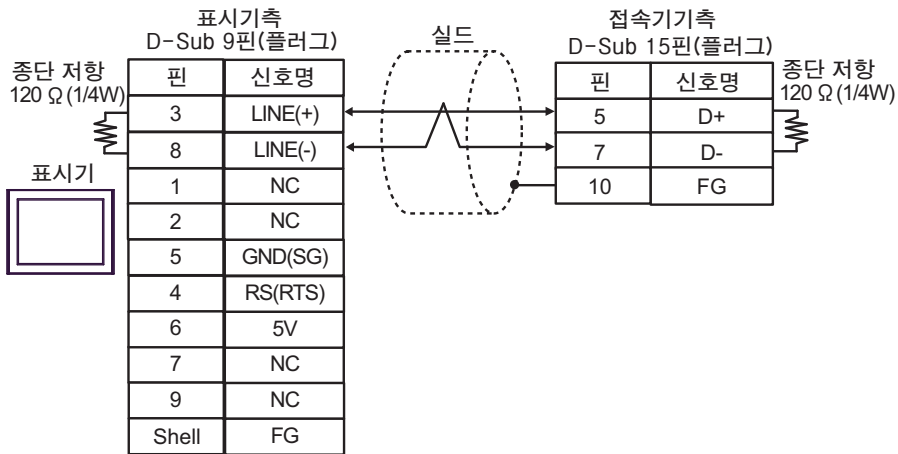 표시기측
D-Sub 9핀(플러그)
실드
접속기기측
D-Sub 15핀(플러그)
종단 저항
120 Ω(1/4W)
핀 신호명
3 LINE(+)
8 LINE(-)
1 NC
2 NC
5 GND(SG)
4 RS(RTS)
6 5V
7 NC
9 NC
Shell FG
표시기
핀 신호명
5 D+
7 D-
10 FG
종단 저항
120 Ω(1/4W)